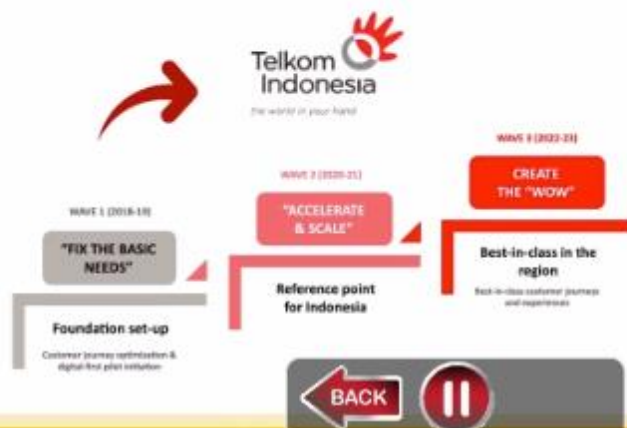 Telkom
Indonesia
the world in your hand
WAVE 3 (2022-23)
CREATE
THE "WOW"
WAVE 2 (2020-21)
"ACCELERATE
& SCALE"
WAVE 1 (2018-19)
"FIX THE BASIC
NEEDS"
Best-in-class in the
region
Best-in-class customer journeys
and experiences
Reference point
for Indonesia
Foundation set-up
Customer journey optimization &
digital-first pilot initiation
BACK